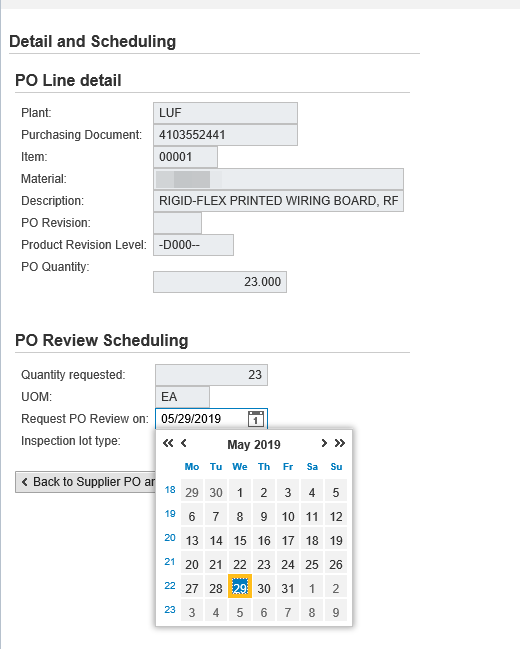 Detail and Scheduling
PO Line detail
Plant: LUF
Purchasing Document: 4103552441
Item: 00001
Material:
Description: RIGID-FLEX PRINTED WIRING BOARD, RF
PO Revision:
Product Revision Level: -D000--
PO Quantity:
23.000
PO Review Scheduling
Quantity requested: 23
UOM: EA
Request PO Review on: 05/29/2019 1
Inspection lot type:
May 2019
Mo Tu We Th Fr Sa Su
Back to Supplier PO
18 29 30 1 2 3 4 5
19 6 7 8 9 10 11 12
20 13 14 15 16 17 18 19
21 20 21 22 23 24 25 26
22 27 28 29 30 31 1 2
23 3 4 5 6 7 8 9